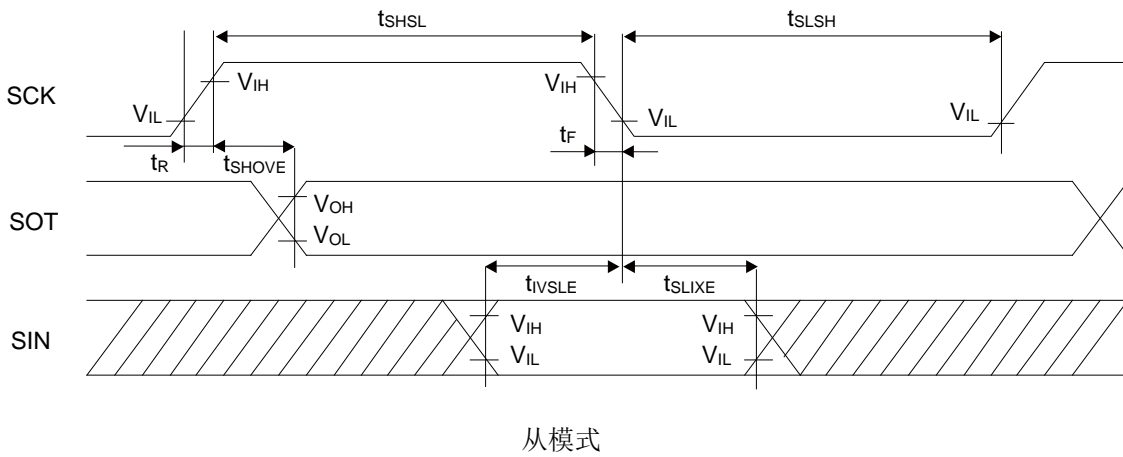 tSHSL
tSLSH
SCK
VIH
VIH
VIL
VIL
VIL
tR
tSHOVE
tF
SOT
VOH
VOL
tIVSLE
tSLIXE
SIN
VIH
VIH
VIL
VIL
从模式